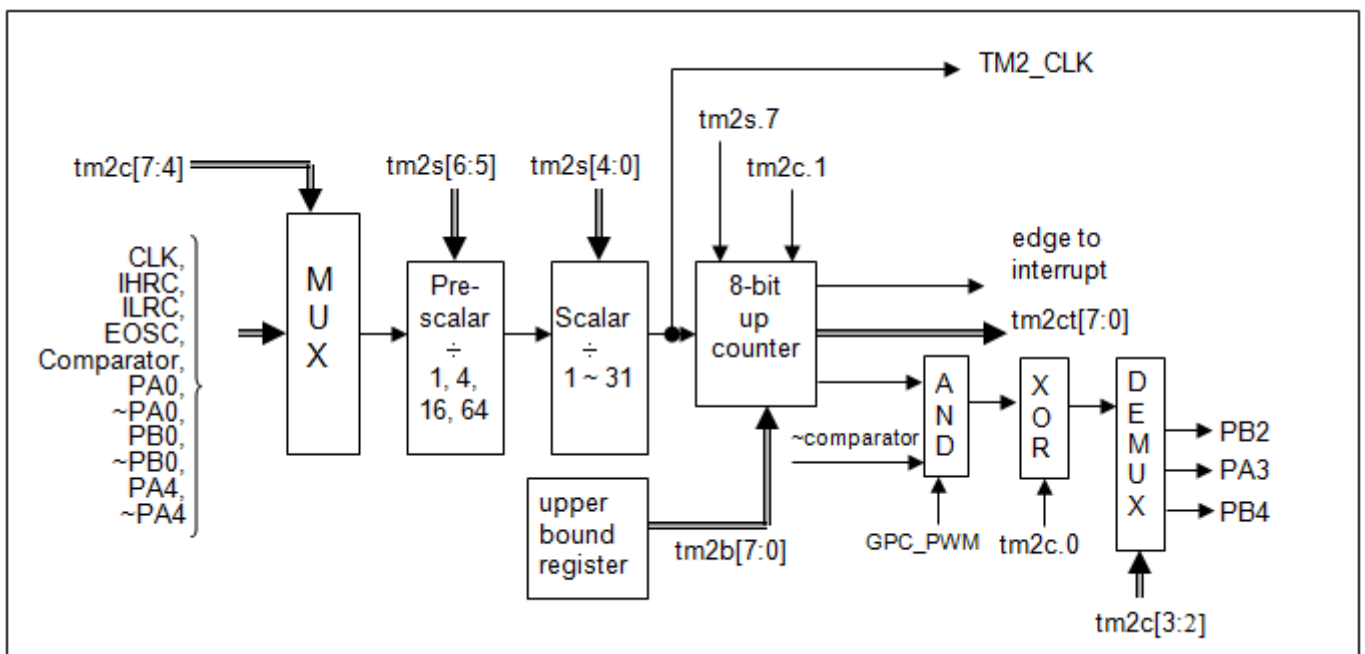 TM2_CLK
tm2s.7
tm2c[7:4]
tm2s[6:5]
tm2s[4:0]
tm2c.1
CLK,
IHRC,
ILRC,
EOSC,
Comparator,
PA0,
~PA0,
PB0,
~PB0,
PA4,
~PA4
M
U
X
Pre-
scalar
÷
1, 4,
16, 64
Scalar
÷
1 ~ 31
8-bit
up
counter
edge to
interrupt
tm2ct[7:0]
~comparator
A
N
D
X
O
R
D
E
M
U
X
PB2
PA3
PB4
upper
bound
register
tm2b[7:0]
GPC_PWM
tm2c.0
tm2c[3:2]